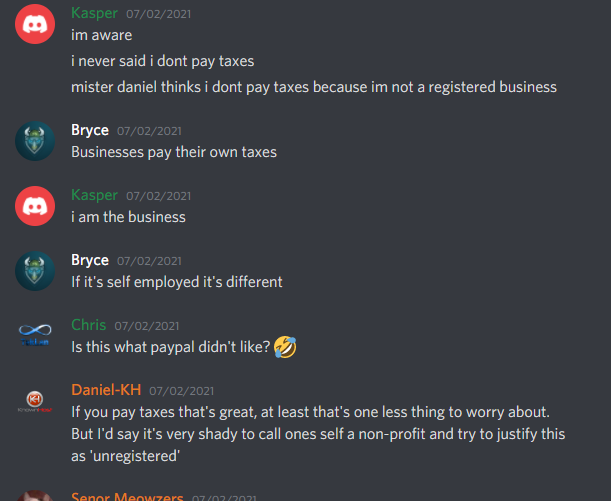 Kasper 07/02/2021
im aware
i never said i dont pay taxes
mister daniel thinks i dont pay taxes because im not a registered business
Bryce 07/02/2021
Businesses pay their own taxes
Kasper 07/02/2021
i am the business
Bryce 07/02/2021
If it's self employed it's different
Chris 07/02/2021
Is this what paypal didn't like? 🤣
Daniel-KH 07/02/2021
If you pay taxes that's great, at least that's one less thing to worry about.
But I'd say it's very shady to call ones self a non-profit and try to justify this
as 'unregistered'
Senor Meowzers 07/02/2021